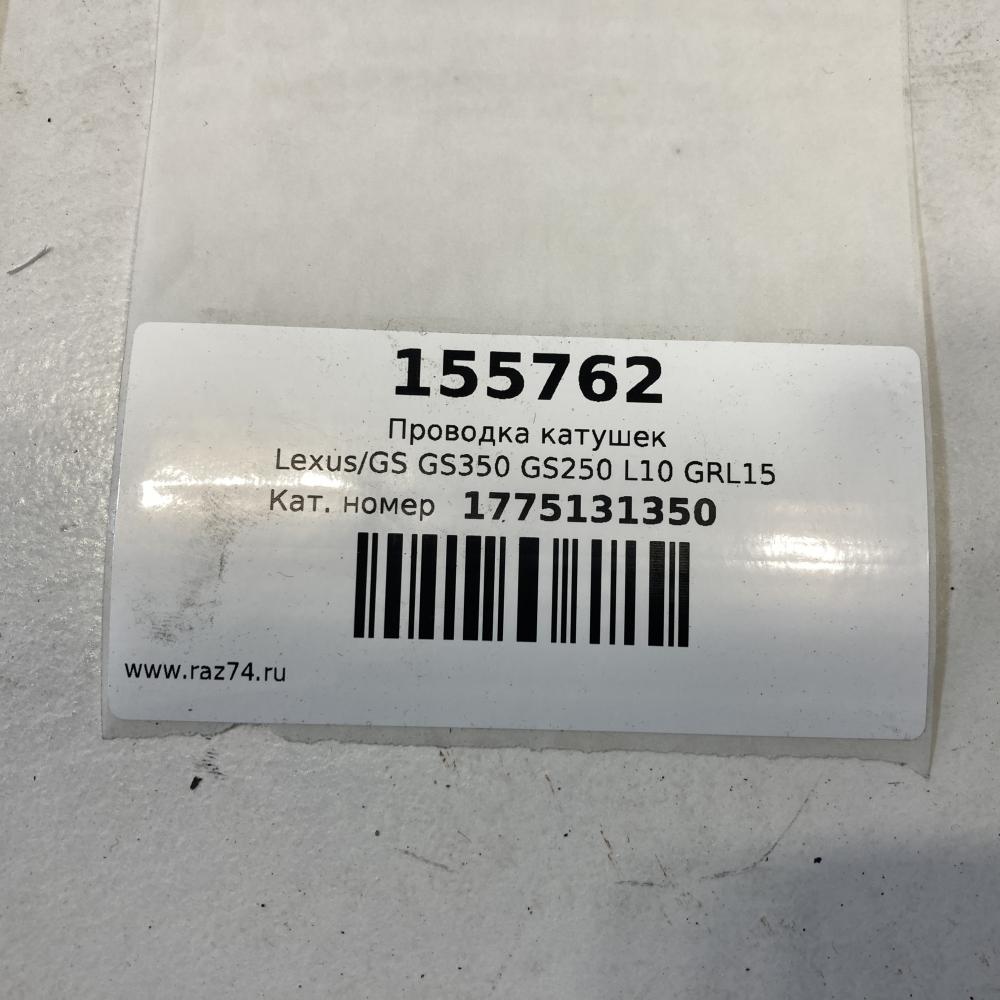 155762
Проводка катушек
Lexus/GS GS350 GS250 L10 GRL15
Кат. номер 1775131350
www.raz74.ru